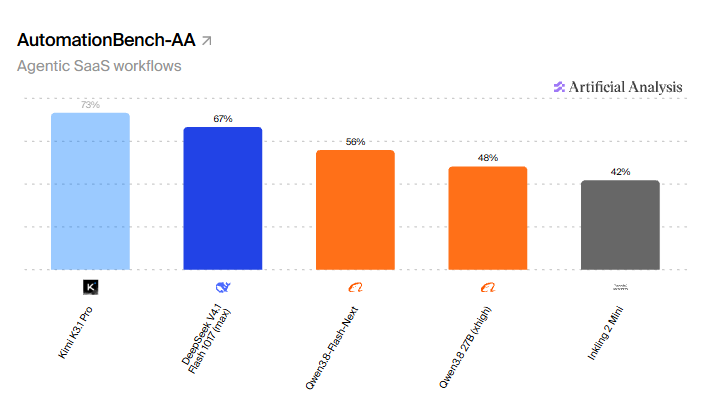 AutomationBench-AA ↗
Agentic SaaS workflows
Artificial Analysis
73%
67%
56%
48%
42%
K
Kimi K3.1 Pro
DeepSeek V4.1
Flash 1017 (max)
Qwen3.8-Flash-Next
Qwen3.8 27B (xhigh)
Inkling 2 Mini